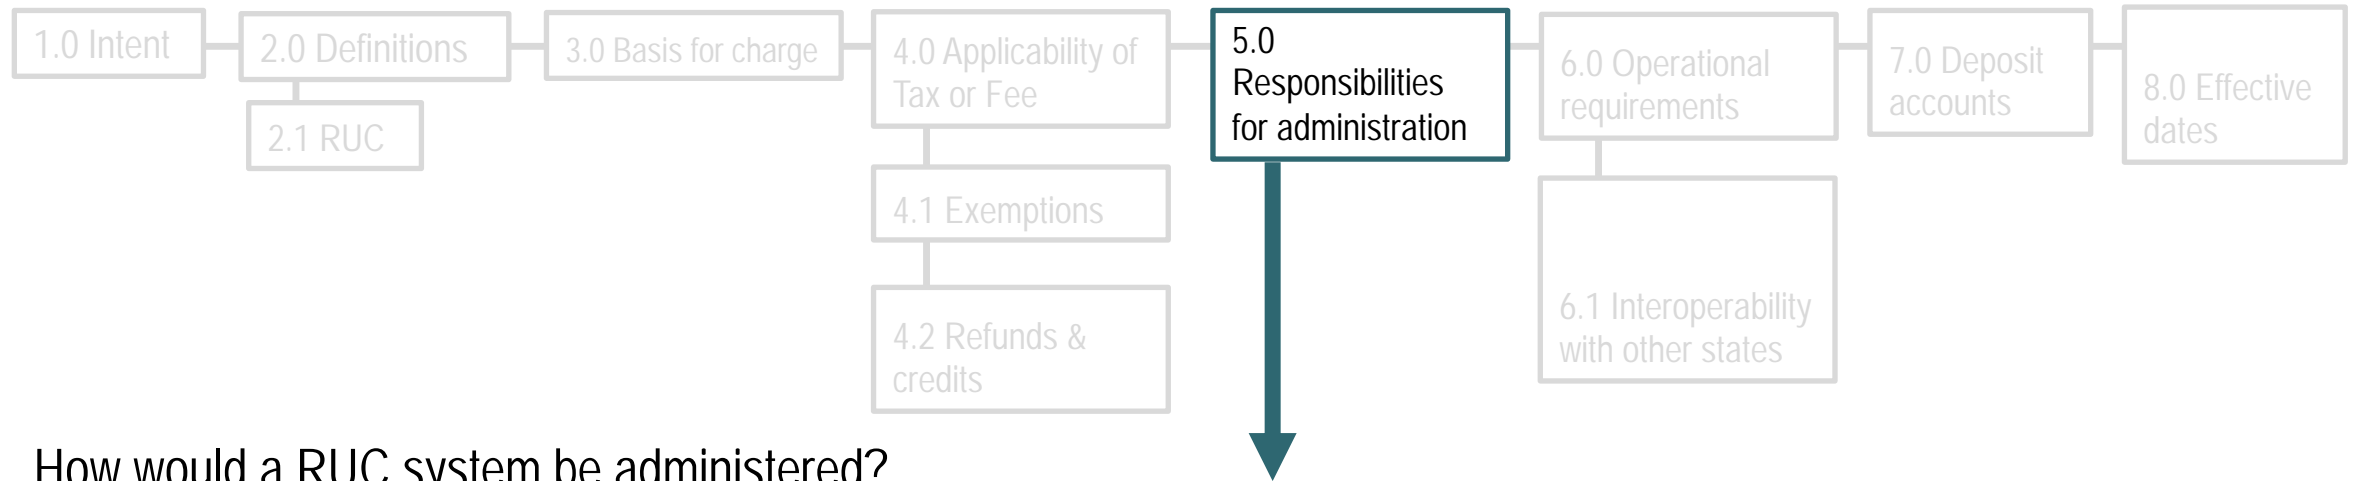 1.0 Intent
2.0 Definitions
2.1 RUC
3.0 Basis for charge
4.0 Applicability of
Tax or Fee
4.1 Exemptions
4.2 Refunds &
credits
5.0
Responsibilities
for administration
6.0 Operational
requirements
6.1 Interoperability
with other states
7.0 Deposit
accounts
8.0 Effective
dates
How would a RUC system be administered?